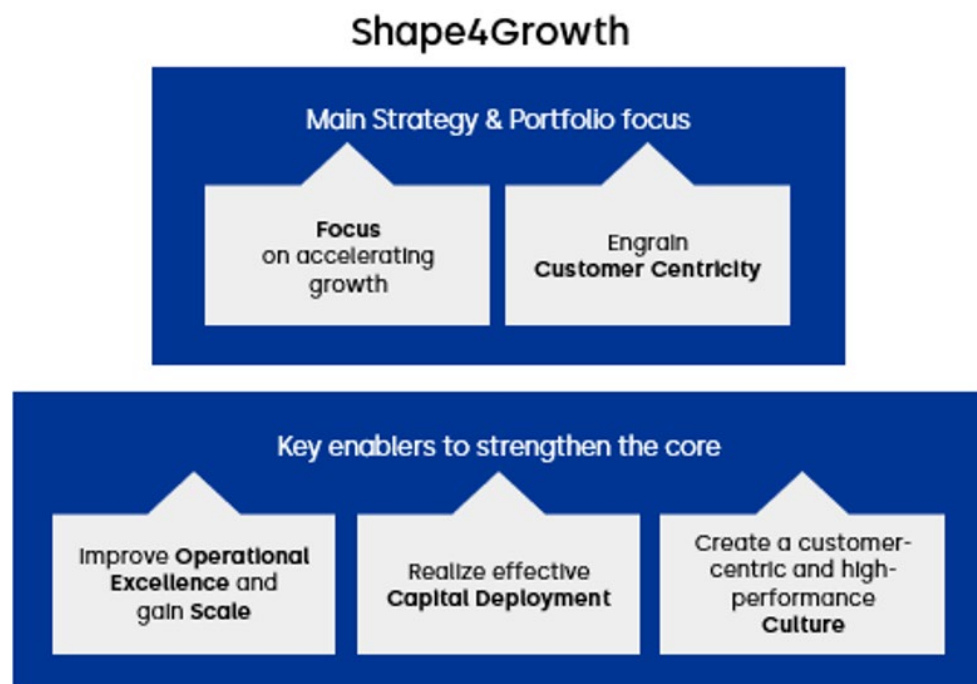 Shape4Growth
Main Strategy & Portfolio focus
Focus
on accelerating
growth
Engrain
Customer Centricity
Key enablers to strengthen the core
Improve Operational
Excellence and
gain Scale
Realize effective
Capital Deployment
Create a customer-
centric and high-
performance
Culture